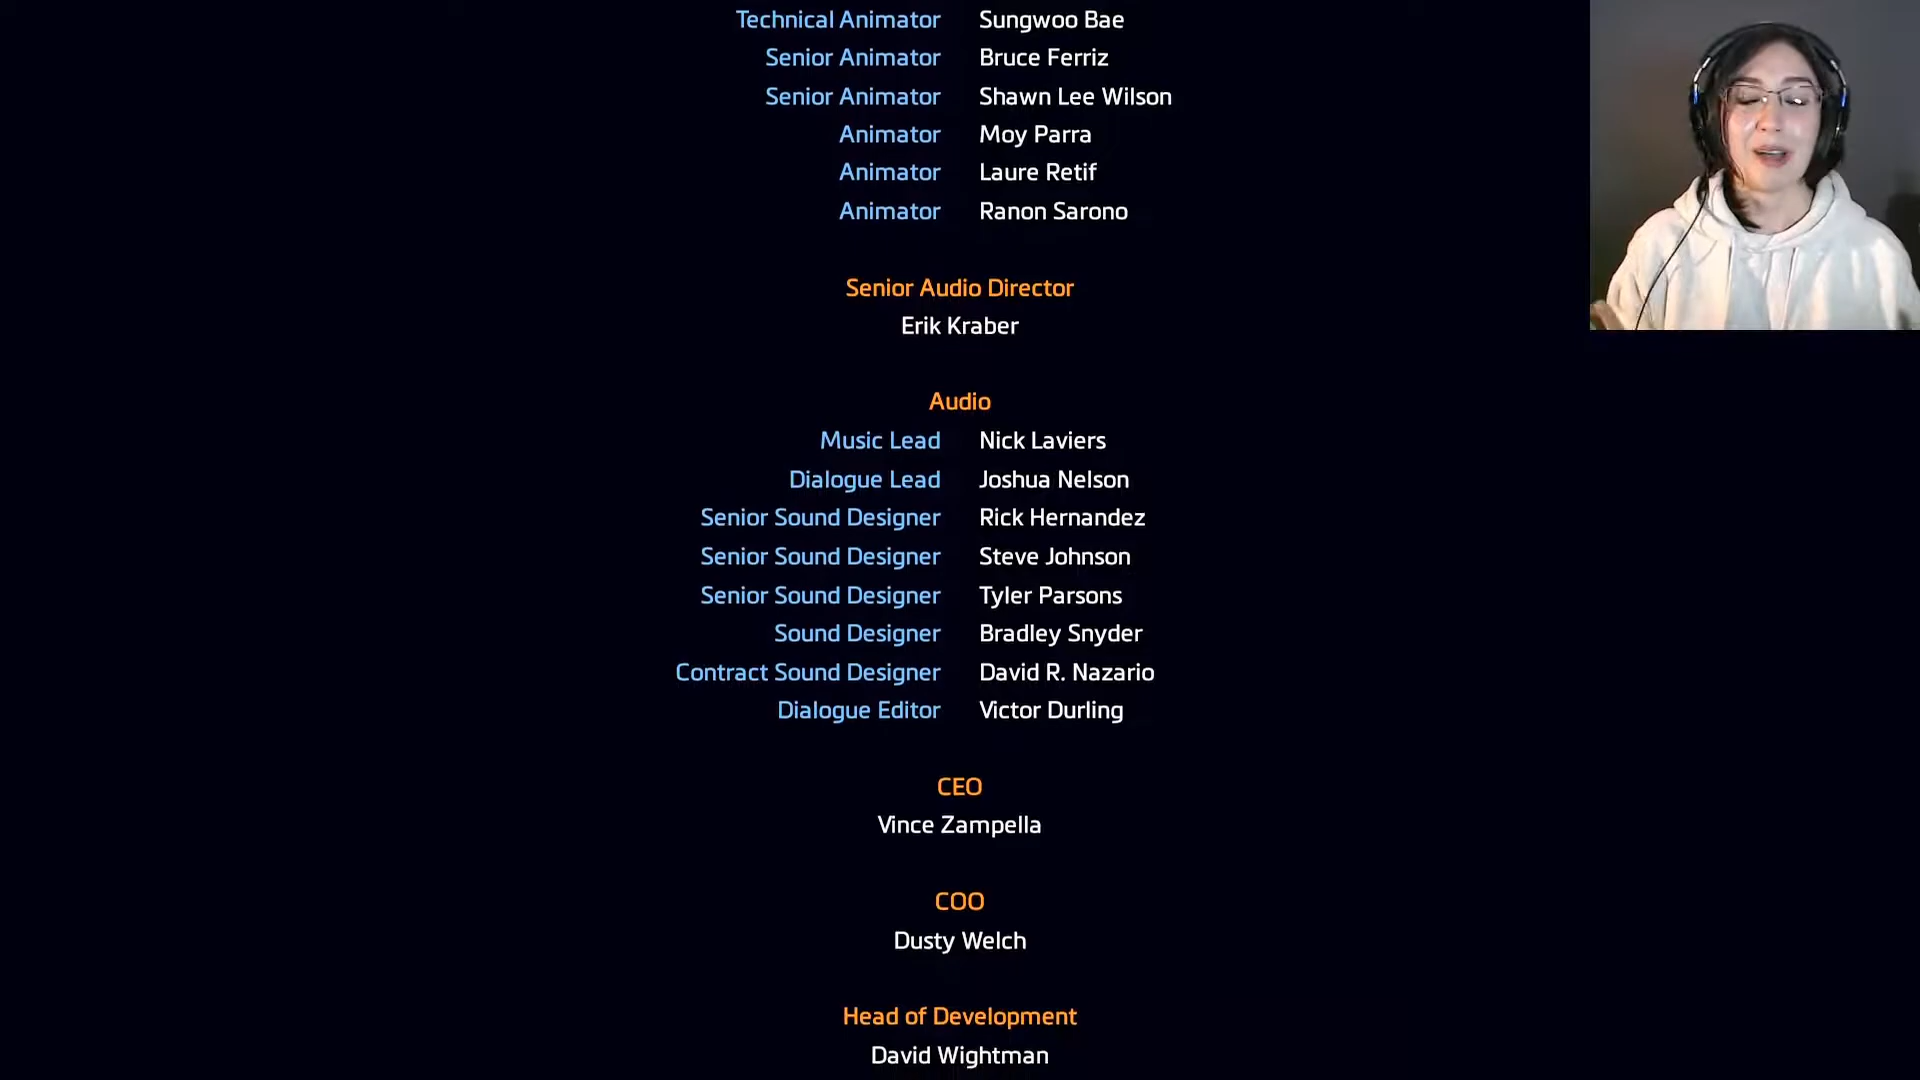 Technical Animator Sungwoo Bae
Senior Animator Bruce Ferriz
Senior Animator Shawn Lee Wilson
Animator Moy Parra
Animator Laure Retif
Animator Ranon Sarono
Senior Audio Director
Erik Kraber
Audio
Music Lead Nick Laviers
Dialogue Lead Joshua Nelson
Senior Sound Designer Rick Hernandez
Senior Sound Designer Steve Johnson
Senior Sound Designer Tyler Parsons
Sound Designer Bradley Snyder
Contract Sound Designer David R. Nazario
Dialogue Editor Victor Durling
CEO
Vince Zampella
COO
Dusty Welch
Head of Development
David Wightman